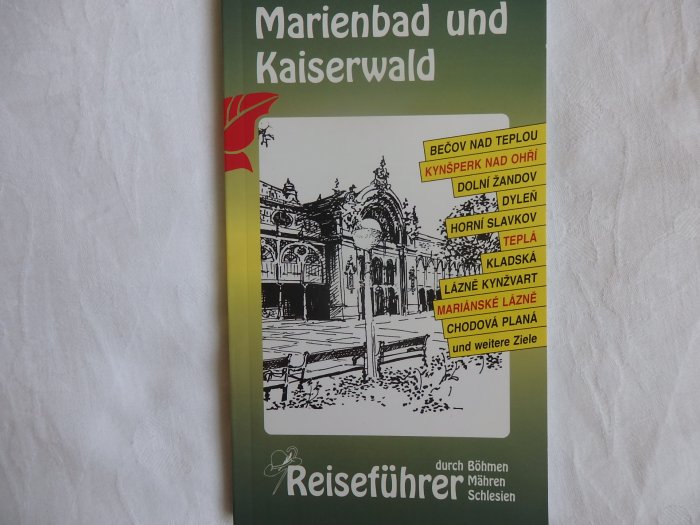 Marienbad und
Kaiserwald
BEČOV NAD TEPLOU
KYNŠPERK NAD OHŘÍ
DOLNÍ ŽANDOV
DYLEŇ
HORNÍ SLAVKOV
TEPLÁ
KLADSKÁ
LÁZNĚ KYNŽVART
MARIÁNSKÉ LÁZNĚ
CHODOVÁ PLANÁ
und weitere Ziele
Reiseführer
durch Böhmen
Mähren
Schlesien